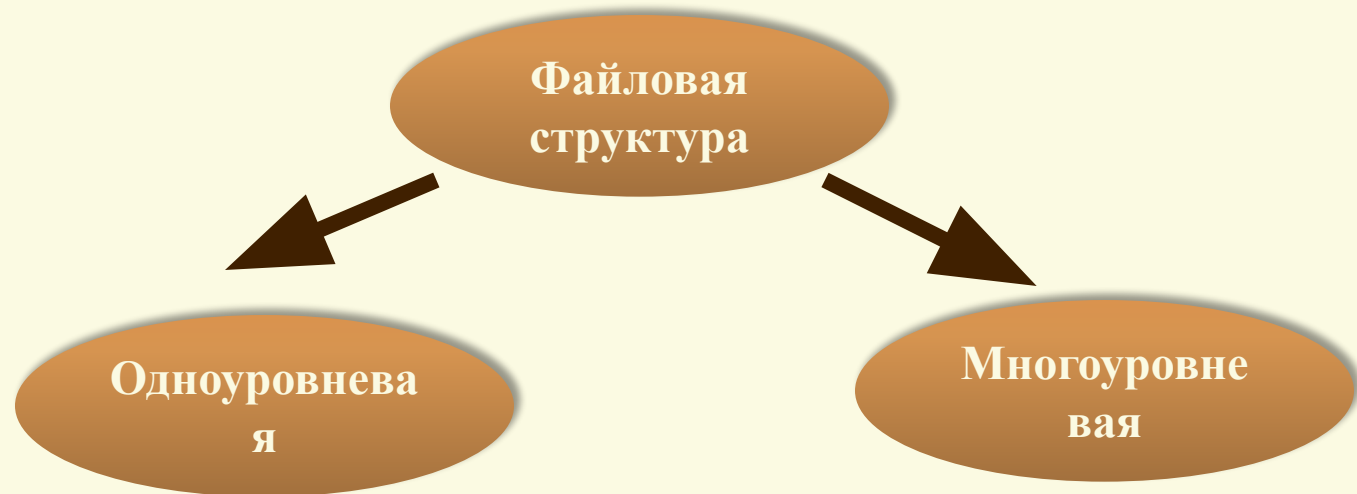 Файловая
структура
Одноуровнева
я
Многоуровне
вая